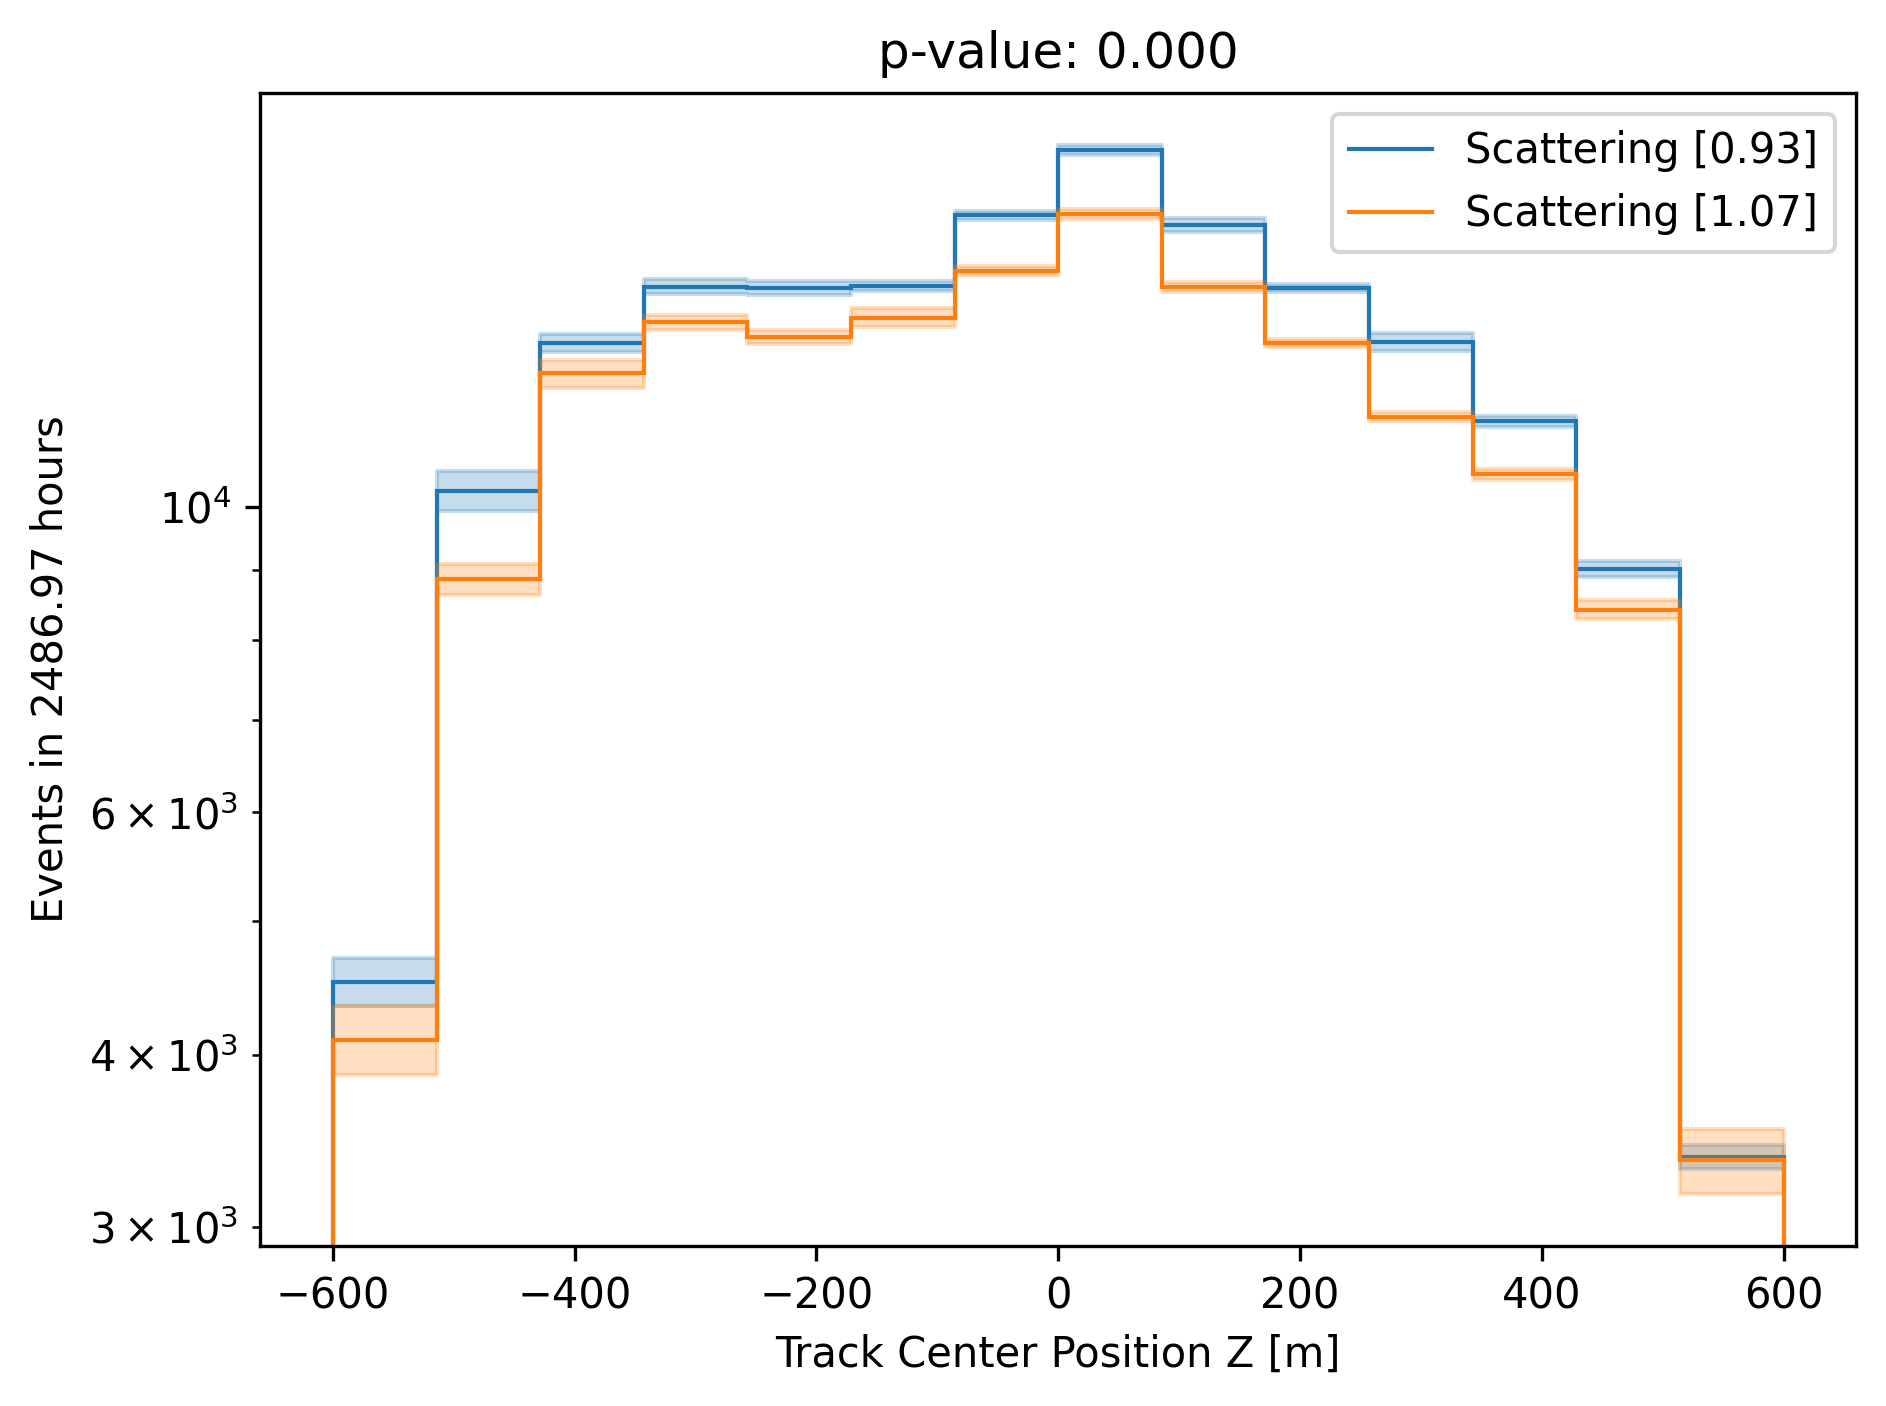 p-value: 0.000
Scattering [0.93]
Scattering [1.07]
Events in 2486.97 hours
10⁴
6 × 10³
4 × 10³
3 × 10³
−600 −400 −200 0 200 400 600
Track Center Position Z [m]